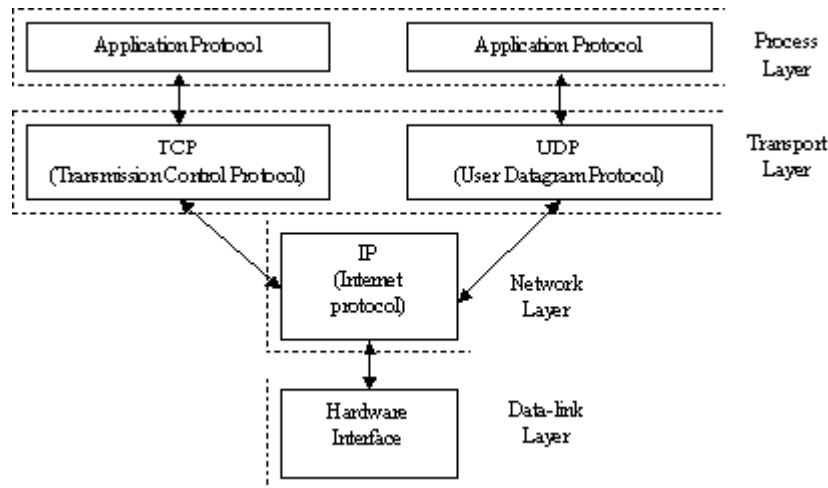 Application Protocol
Application Protocol
Process
Layer
TCP
(Transmission Control Protocol)
UDP
(User Datagram Protocol)
Transport
Layer
IP
(Internet
protocol)
Network
Layer
Hardware
Interface
Data-link
Layer